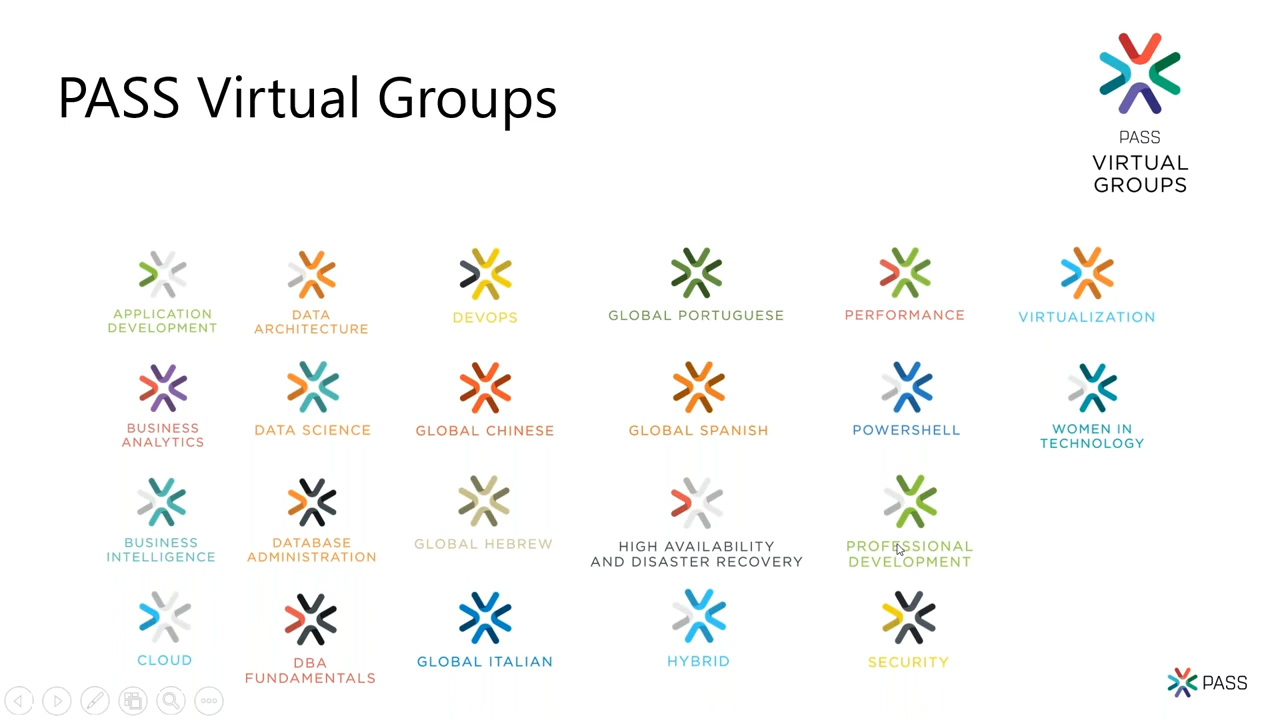 PASS Virtual Groups
PASS
VIRTUAL
GROUPS
APPLICATION
DEVELOPMENT
DATA
ARCHITECTURE
DEVOPS
GLOBAL PORTUGUESE
PERFORMANCE
VIRTUALIZATION
BUSINESS
ANALYTICS
DATA SCIENCE
GLOBAL CHINESE
GLOBAL SPANISH
POWERSHELL
WOMEN IN
TECHNOLOGY
BUSINESS
INTELLIGENCE
DATABASE
ADMINISTRATION
GLOBAL HEBREW
HIGH AVAILABILITY
AND DISASTER RECOVERY
PROFESSIONAL
DEVELOPMENT
CLOUD
DBA
FUNDAMENTALS
GLOBAL ITALIAN
HYBRID
SECURITY
PASS